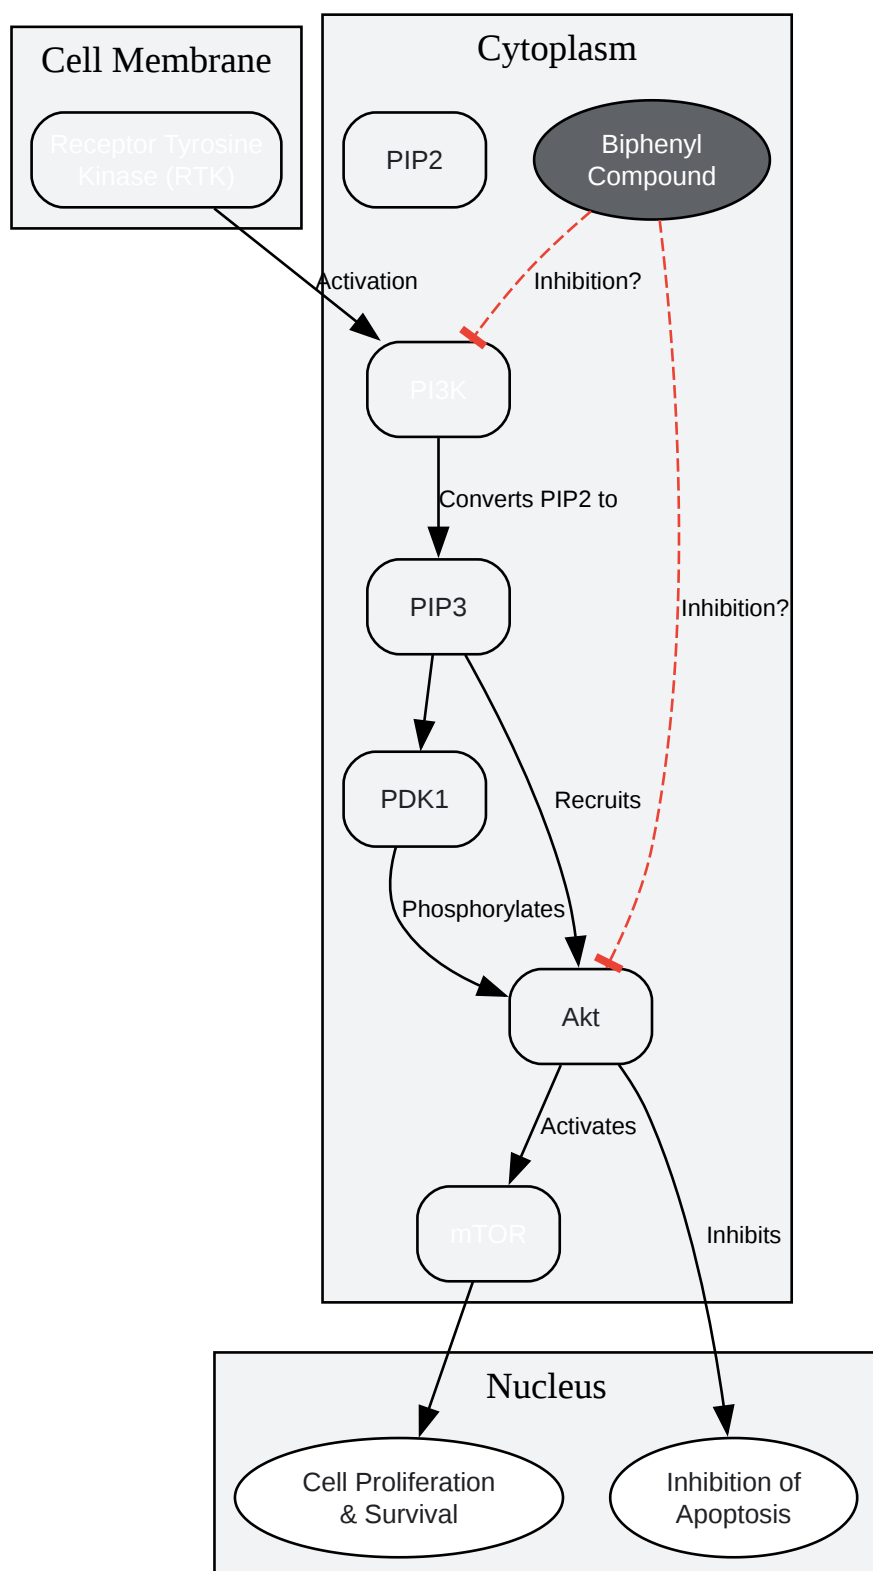 Cell Membrane
Cytoplasm
Receptor Tyrosine
Kinase (RTK)
PIP2
Biphenyl
Compound
Activation
Inhibition?
PI3K
Converts PIP2 to
PIP3
Inhibition?
PDK1
Recruits
Phosphorylates
Akt
Activates
mTOR
Inhibits
Nucleus
Cell Proliferation
& Survival
Inhibition of
Apoptosis